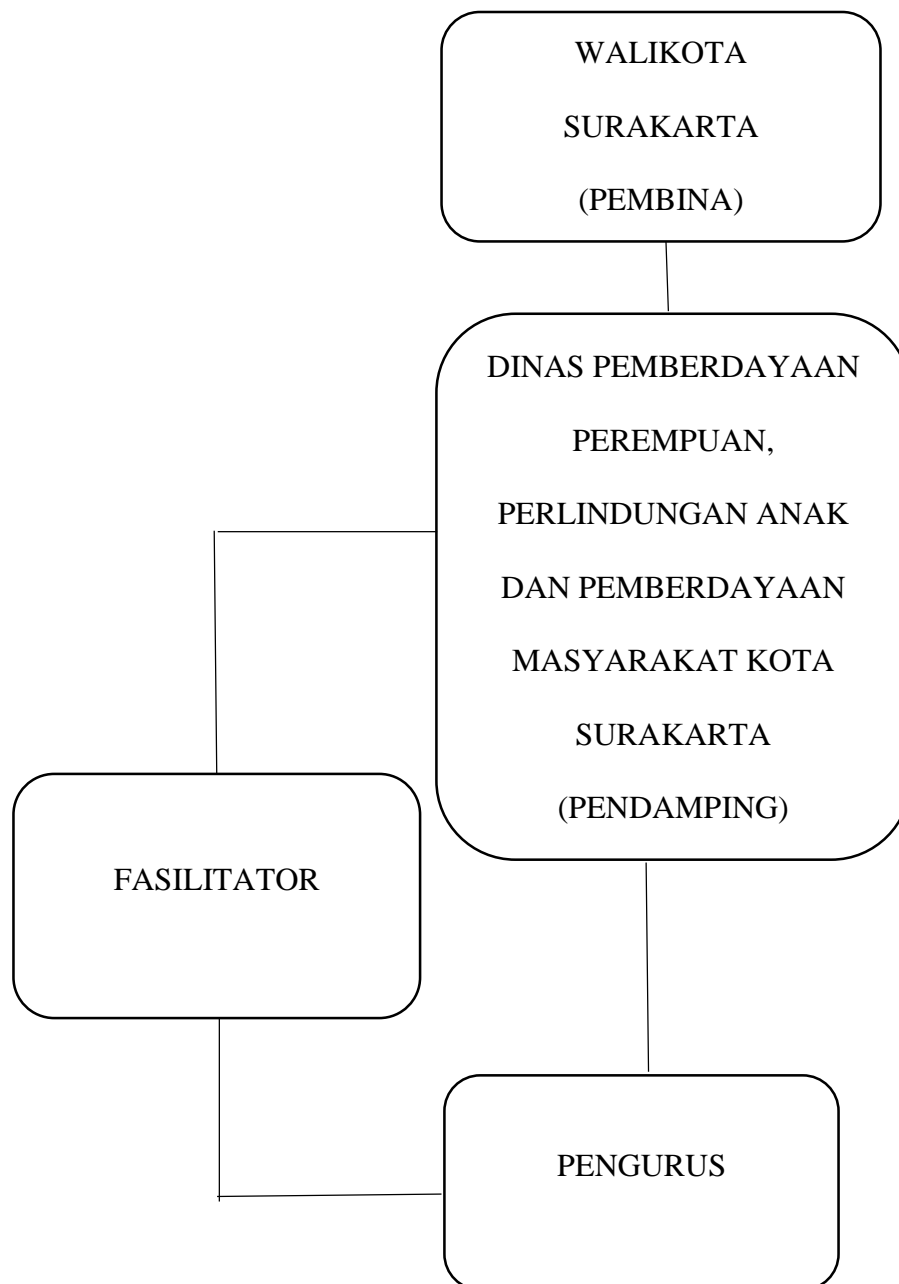 WALIKOTA
SURAKARTA
(PEMBINA)
DINAS PEMBERDAYAAN
PEREMPUAN,
PERLINDUNGAN ANAK
DAN PEMBERDAYAAN
MASYARAKAT KOTA
SURAKARTA
(PENDAMPING)
FASILITATOR
PENGURUS